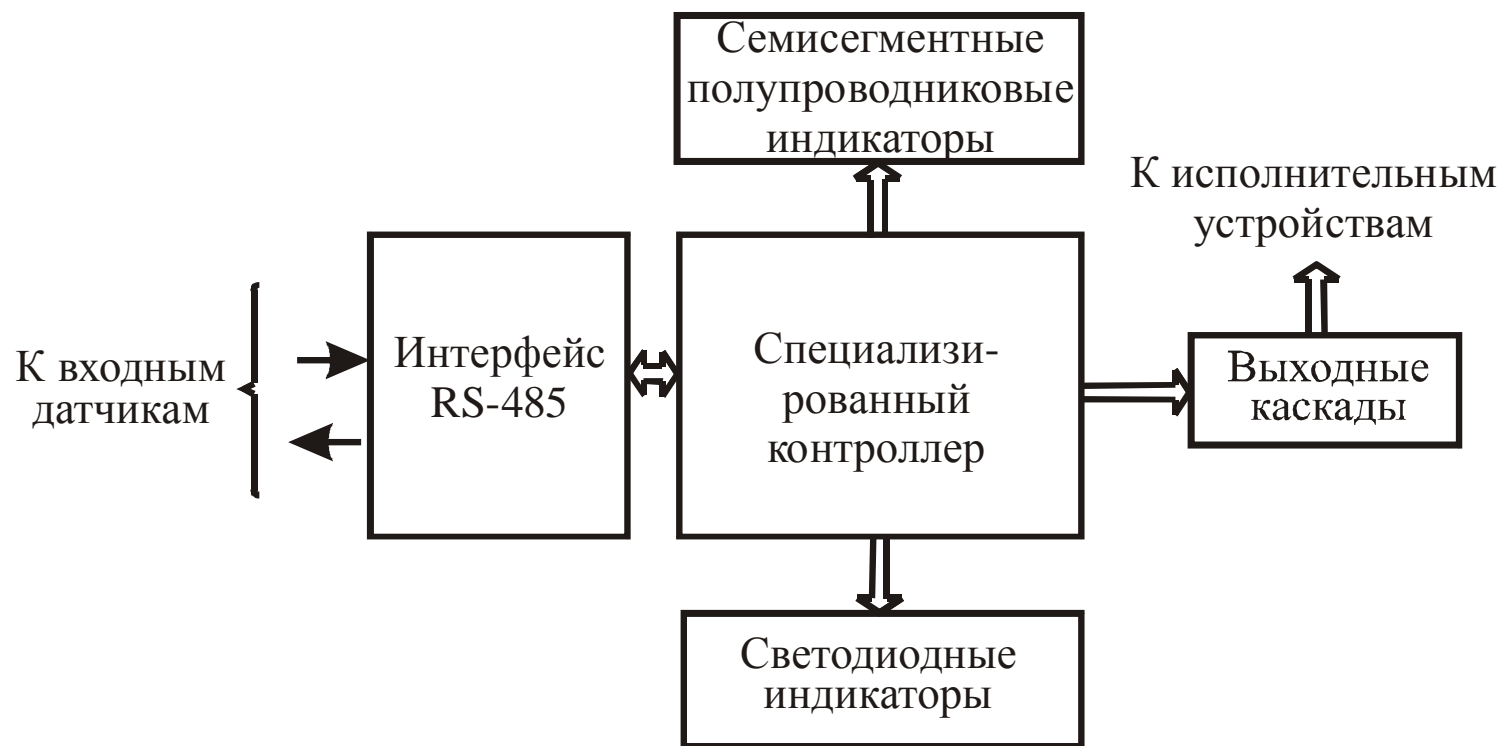 Семисегментные
полупроводниковые
индикаторы
К исполнительным
устройствам
К входным
датчикам
Интерфейс
RS-485
Специализи-
рованный
контроллер
Выходные
каскады
Светодиодные
индикаторы